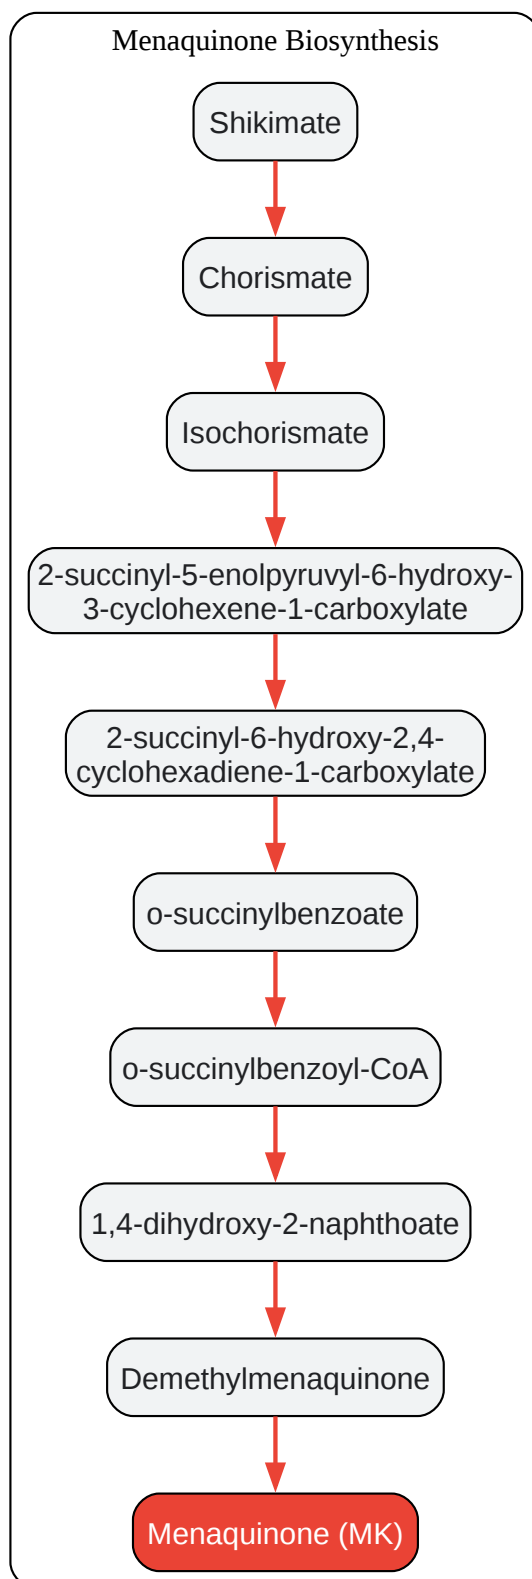 Menaquinone Biosynthesis
Shikimate
Chorismate
Isochorismate
2-succinyl-5-enolpyruvyl-6-hydroxy-
3-cyclohexene-1-carboxylate
2-succinyl-6-hydroxy-2,4-
cyclohexadiene-1-carboxylate
o-succinylbenzoate
o-succinylbenzoyl-CoA
1,4-dihydroxy-2-naphthoate
Demethylmenaquinone
Menaquinone (MK)